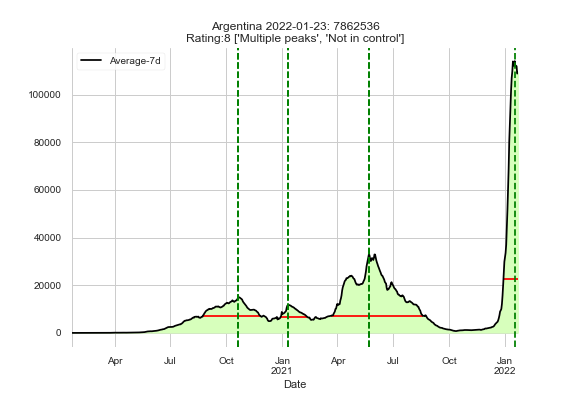 Argentina 2022-01-23: 7862536
Rating:8 ['Multiple peaks', 'Not in control']
Average-7d
100000
80000
60000
40000
20000
0
Apr Jul Oct Jan Apr Jul Oct Jan
2021 2022
Date